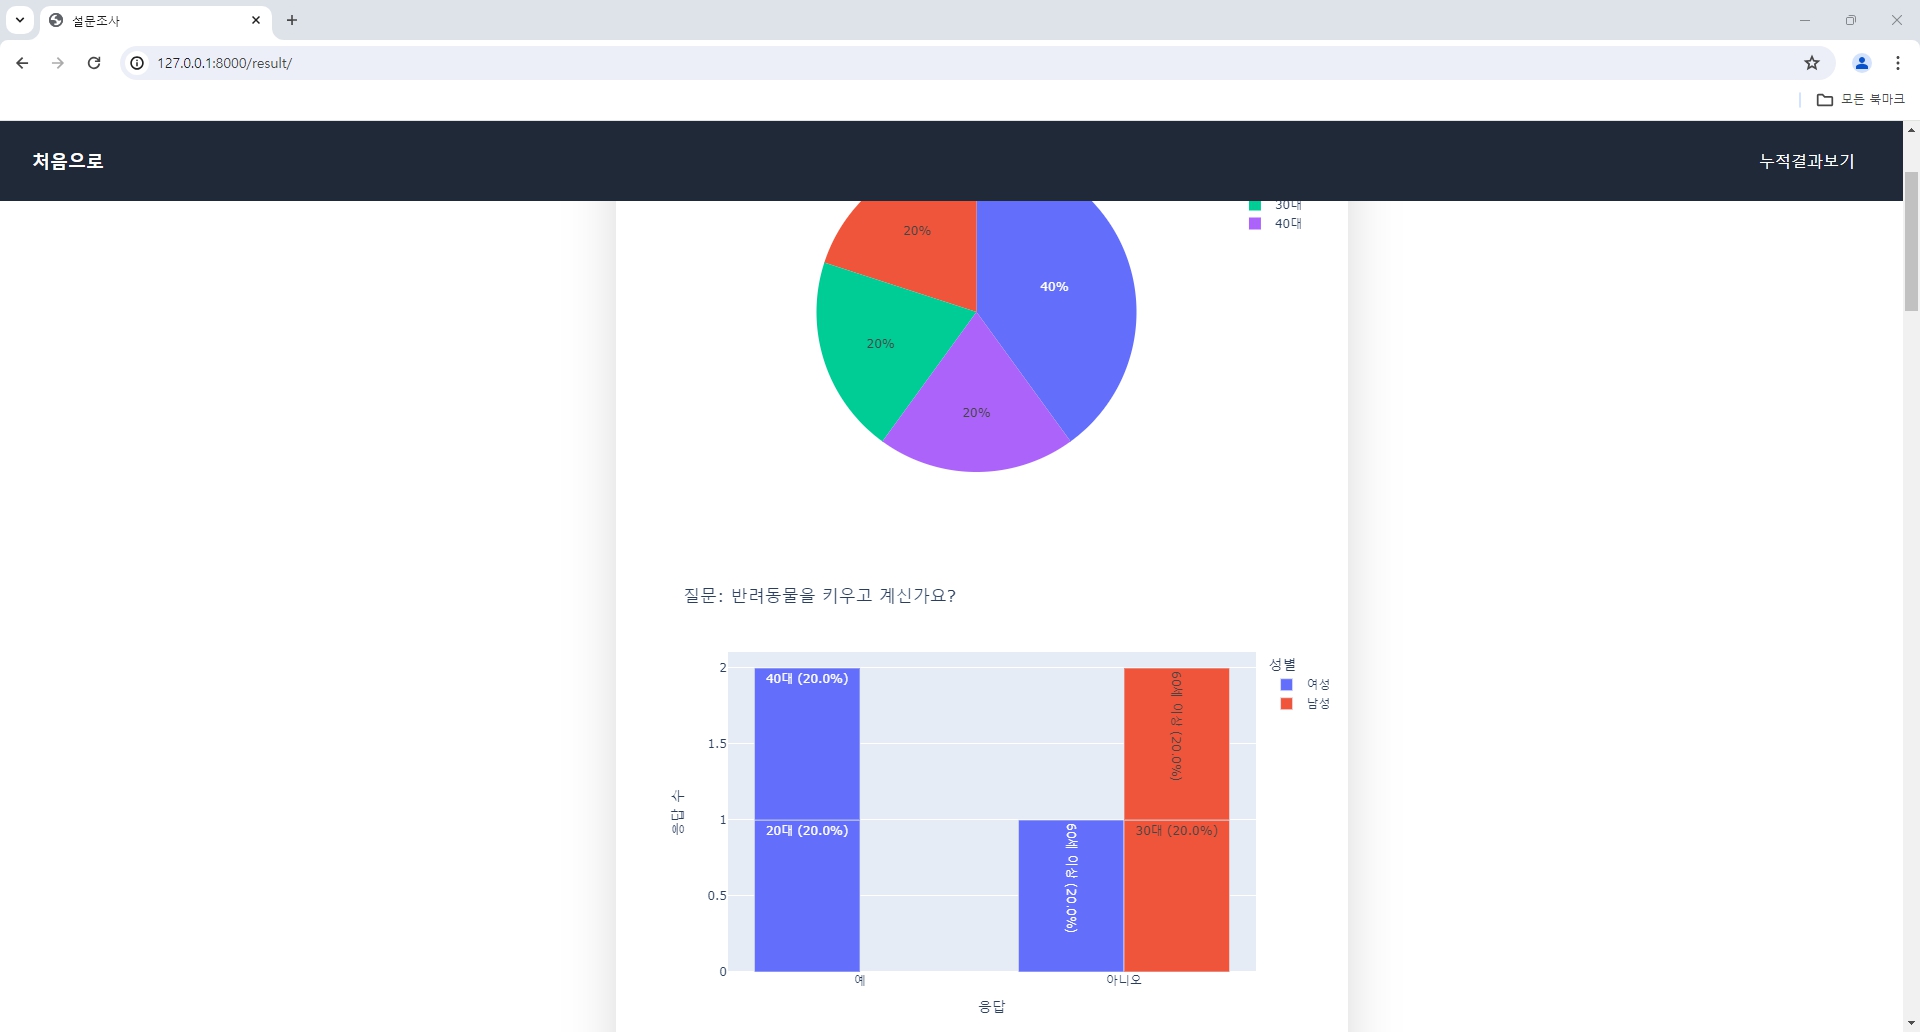 설문조사
127.0.0.1:8000/result/
모든 북마크
처음으로
누적결과보기
30대
40대
20%
40%
20%
20%
질문: 반려동물을 키우고 계신가요?
성별
여성
남성
2
1.5
1
0.5
0
응답 수
40대 (20.0%)
20대 (20.0%)
60세 이상 (20.0%)
60세 이상 (20.0%)
30대 (20.0%)
예
아니오
응답